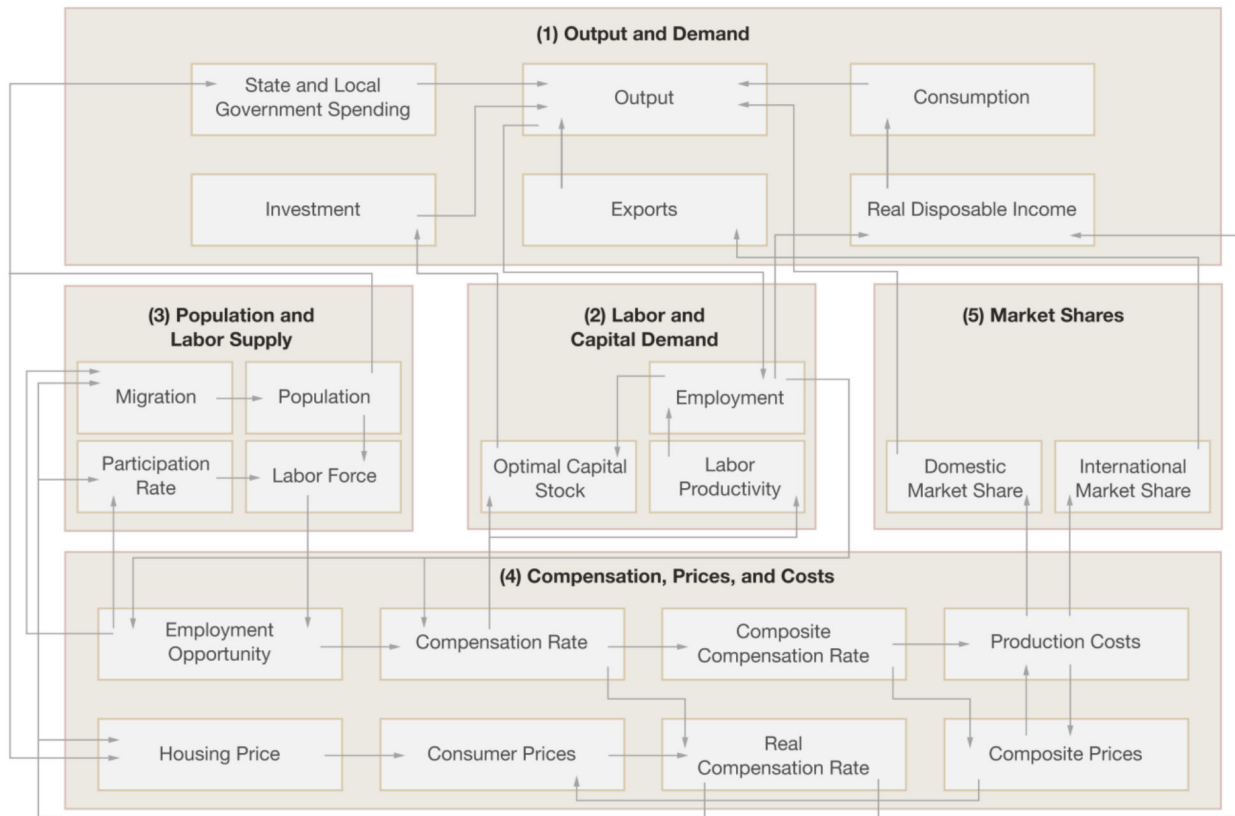 (1) Output and Demand
State and Local
Government Spending
Output
Consumption
Investment
Exports
Real Disposable Income
(3) Population and
Labor Supply
Migration
Population
Participation
Rate
Labor Force
(2) Labor and
Capital Demand
Employment
Optimal Capital
Stock
Labor
Productivity
(5) Market Shares
Domestic
Market Share
International
Market Share
(4) Compensation, Prices, and Costs
Employment
Opportunity
Compensation Rate
Composite
Compensation Rate
Production Costs
Housing Price
Consumer Prices
Real
Compensation Rate
Composite Prices